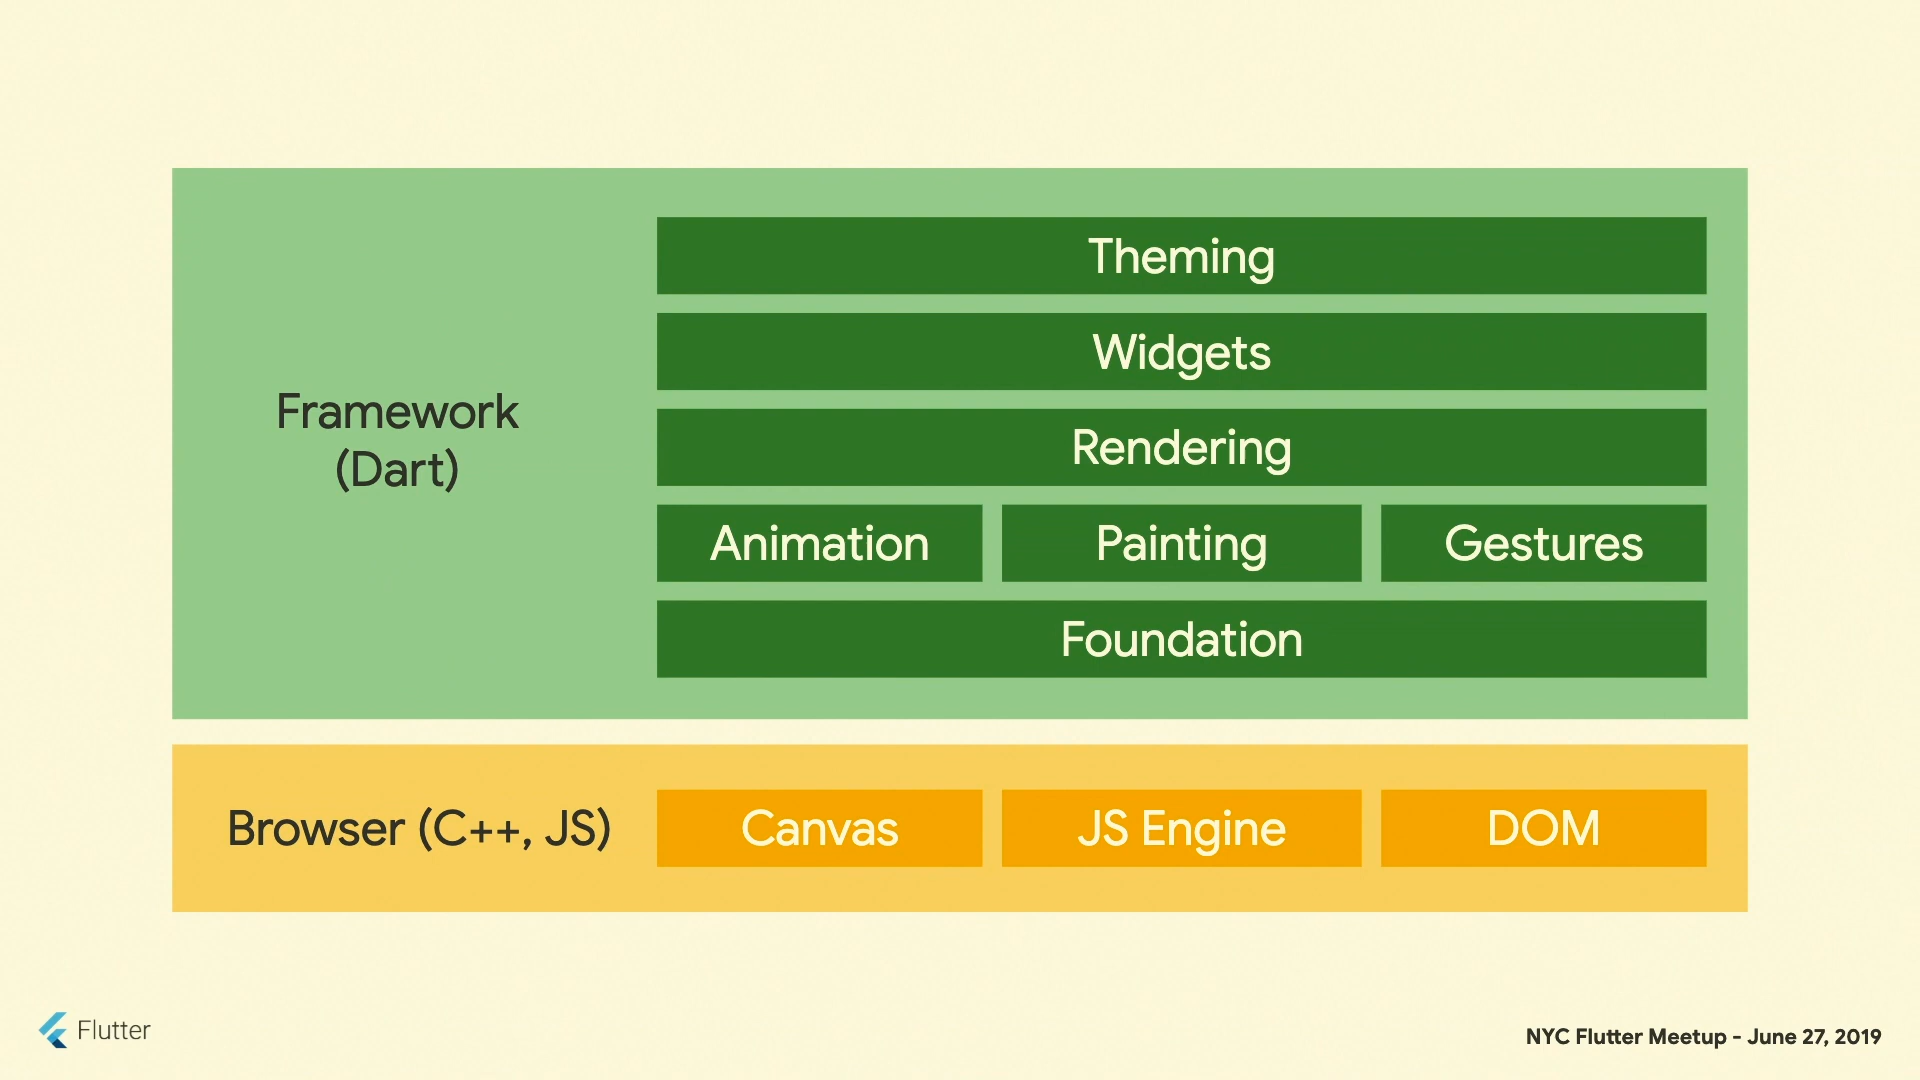 Theming
Widgets
Framework
(Dart)
Rendering
Animation Painting Gestures
Foundation
Browser (C++, JS) Canvas JS Engine DOM
Flutter
NYC Flutter Meetup - June 27, 2019